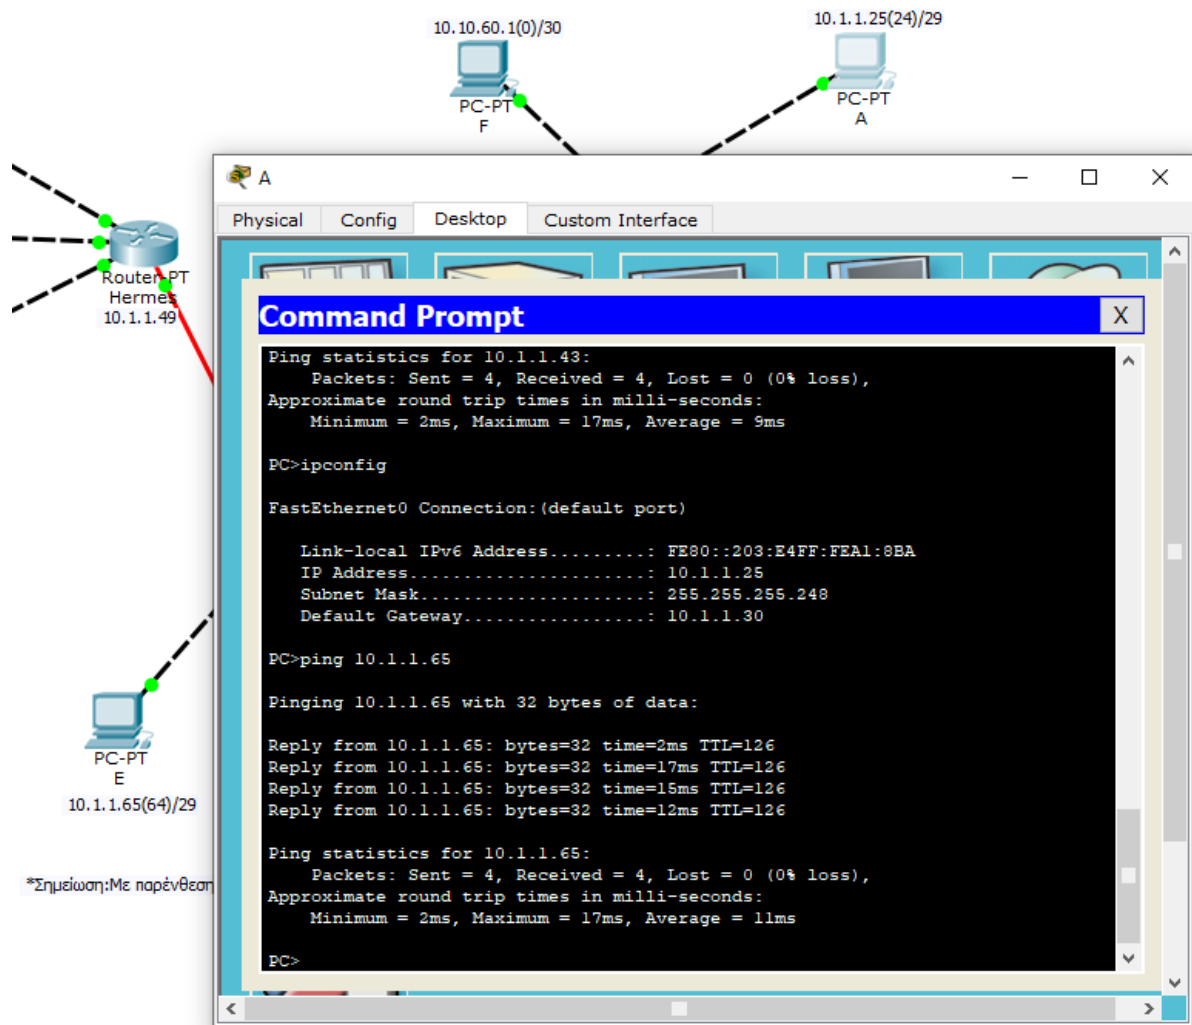 10.10.60.1(0)/30
10.1.1.25(24)/29
PC-PT
F
PC-PT
A
A
Physical
Config
Desktop
Custom Interface
Router-PT
Hermes
10.1.1.49
Command Prompt
X
Ping statistics for 10.1.1.43:
Packets: Sent = 4, Received = 4, Lost = 0 (0% loss),
Approximate round trip times in milli-seconds:
Minimum = 2ms, Maximum = 17ms, Average = 9ms
PC>ipconfig
FastEthernet0 Connection:(default port)
Link-local IPv6 Address.........: FE80::203:E4FF:FEA1:8BA
IP Address......................: 10.1.1.25
Subnet Mask.....................: 255.255.255.248
Default Gateway.................: 10.1.1.30
PC>ping 10.1.1.65
Pinging 10.1.1.65 with 32 bytes of data:
Reply from 10.1.1.65: bytes=32 time=2ms TTL=126
Reply from 10.1.1.65: bytes=32 time=17ms TTL=126
Reply from 10.1.1.65: bytes=32 time=15ms TTL=126
Reply from 10.1.1.65: bytes=32 time=12ms TTL=126
Ping statistics for 10.1.1.65:
Packets: Sent = 4, Received = 4, Lost = 0 (0% loss),
Approximate round trip times in milli-seconds:
Minimum = 2ms, Maximum = 17ms, Average = 11ms
PC>
PC-PT
E
10.1.1.65(64)/29
*Σημείωση:Με παρένθεση